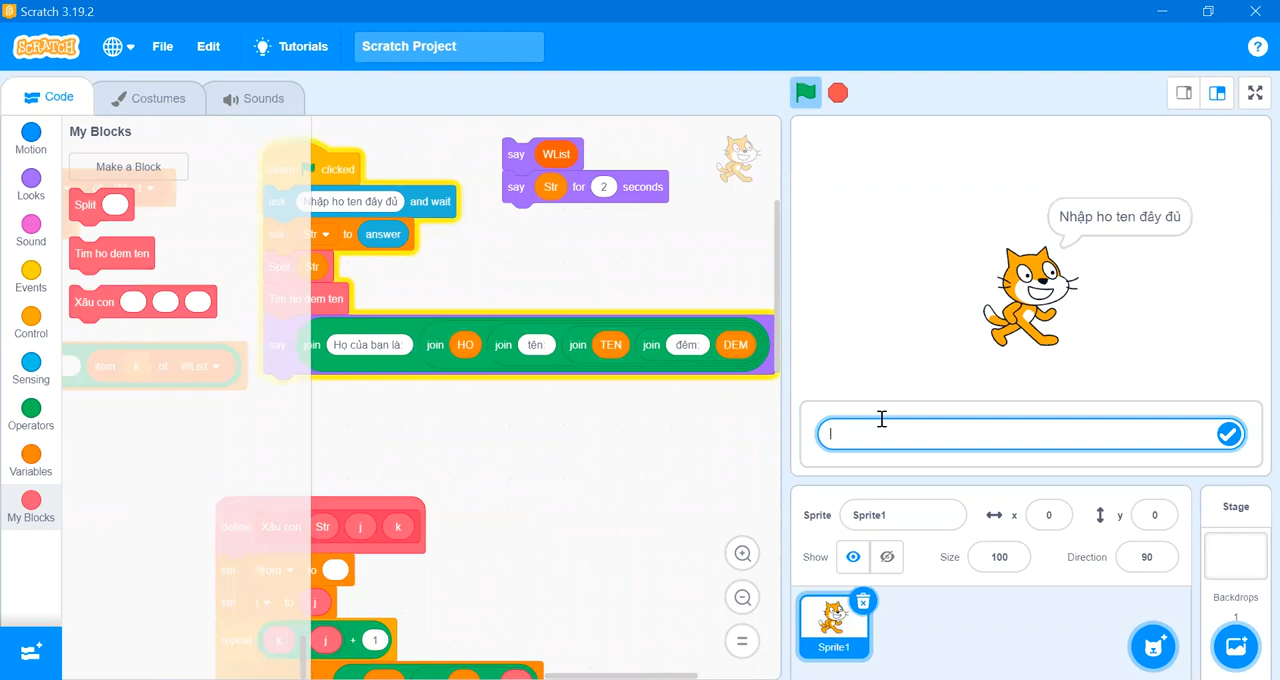 Scratch 3.19.2
SCRATCH
File
Edit
Tutorials
Scratch Project
Code
Costumes
Sounds
Motion
Looks
Sound
Events
Control
Sensing
Operators
Variables
My Blocks
My Blocks
Make a Block
Split
Tim ho dem ten
Xâu con
item k of WList
when clicked
ask Nhập ho ten đây đủ and wait
set Str to answer
Split Str
Tim ho dem ten
say join Họ của bạn là: join HO join tên: join TEN join đêm: DEM
say WList
say Str for 2 seconds
define Xâu con Str j k
set Word to
set i to j
repeat k j + 1
Nhập ho ten đây đủ
Sprite Sprite1 x 0 y 0
Show Size 100 Direction 90
Sprite1
Stage
Backdrops
1